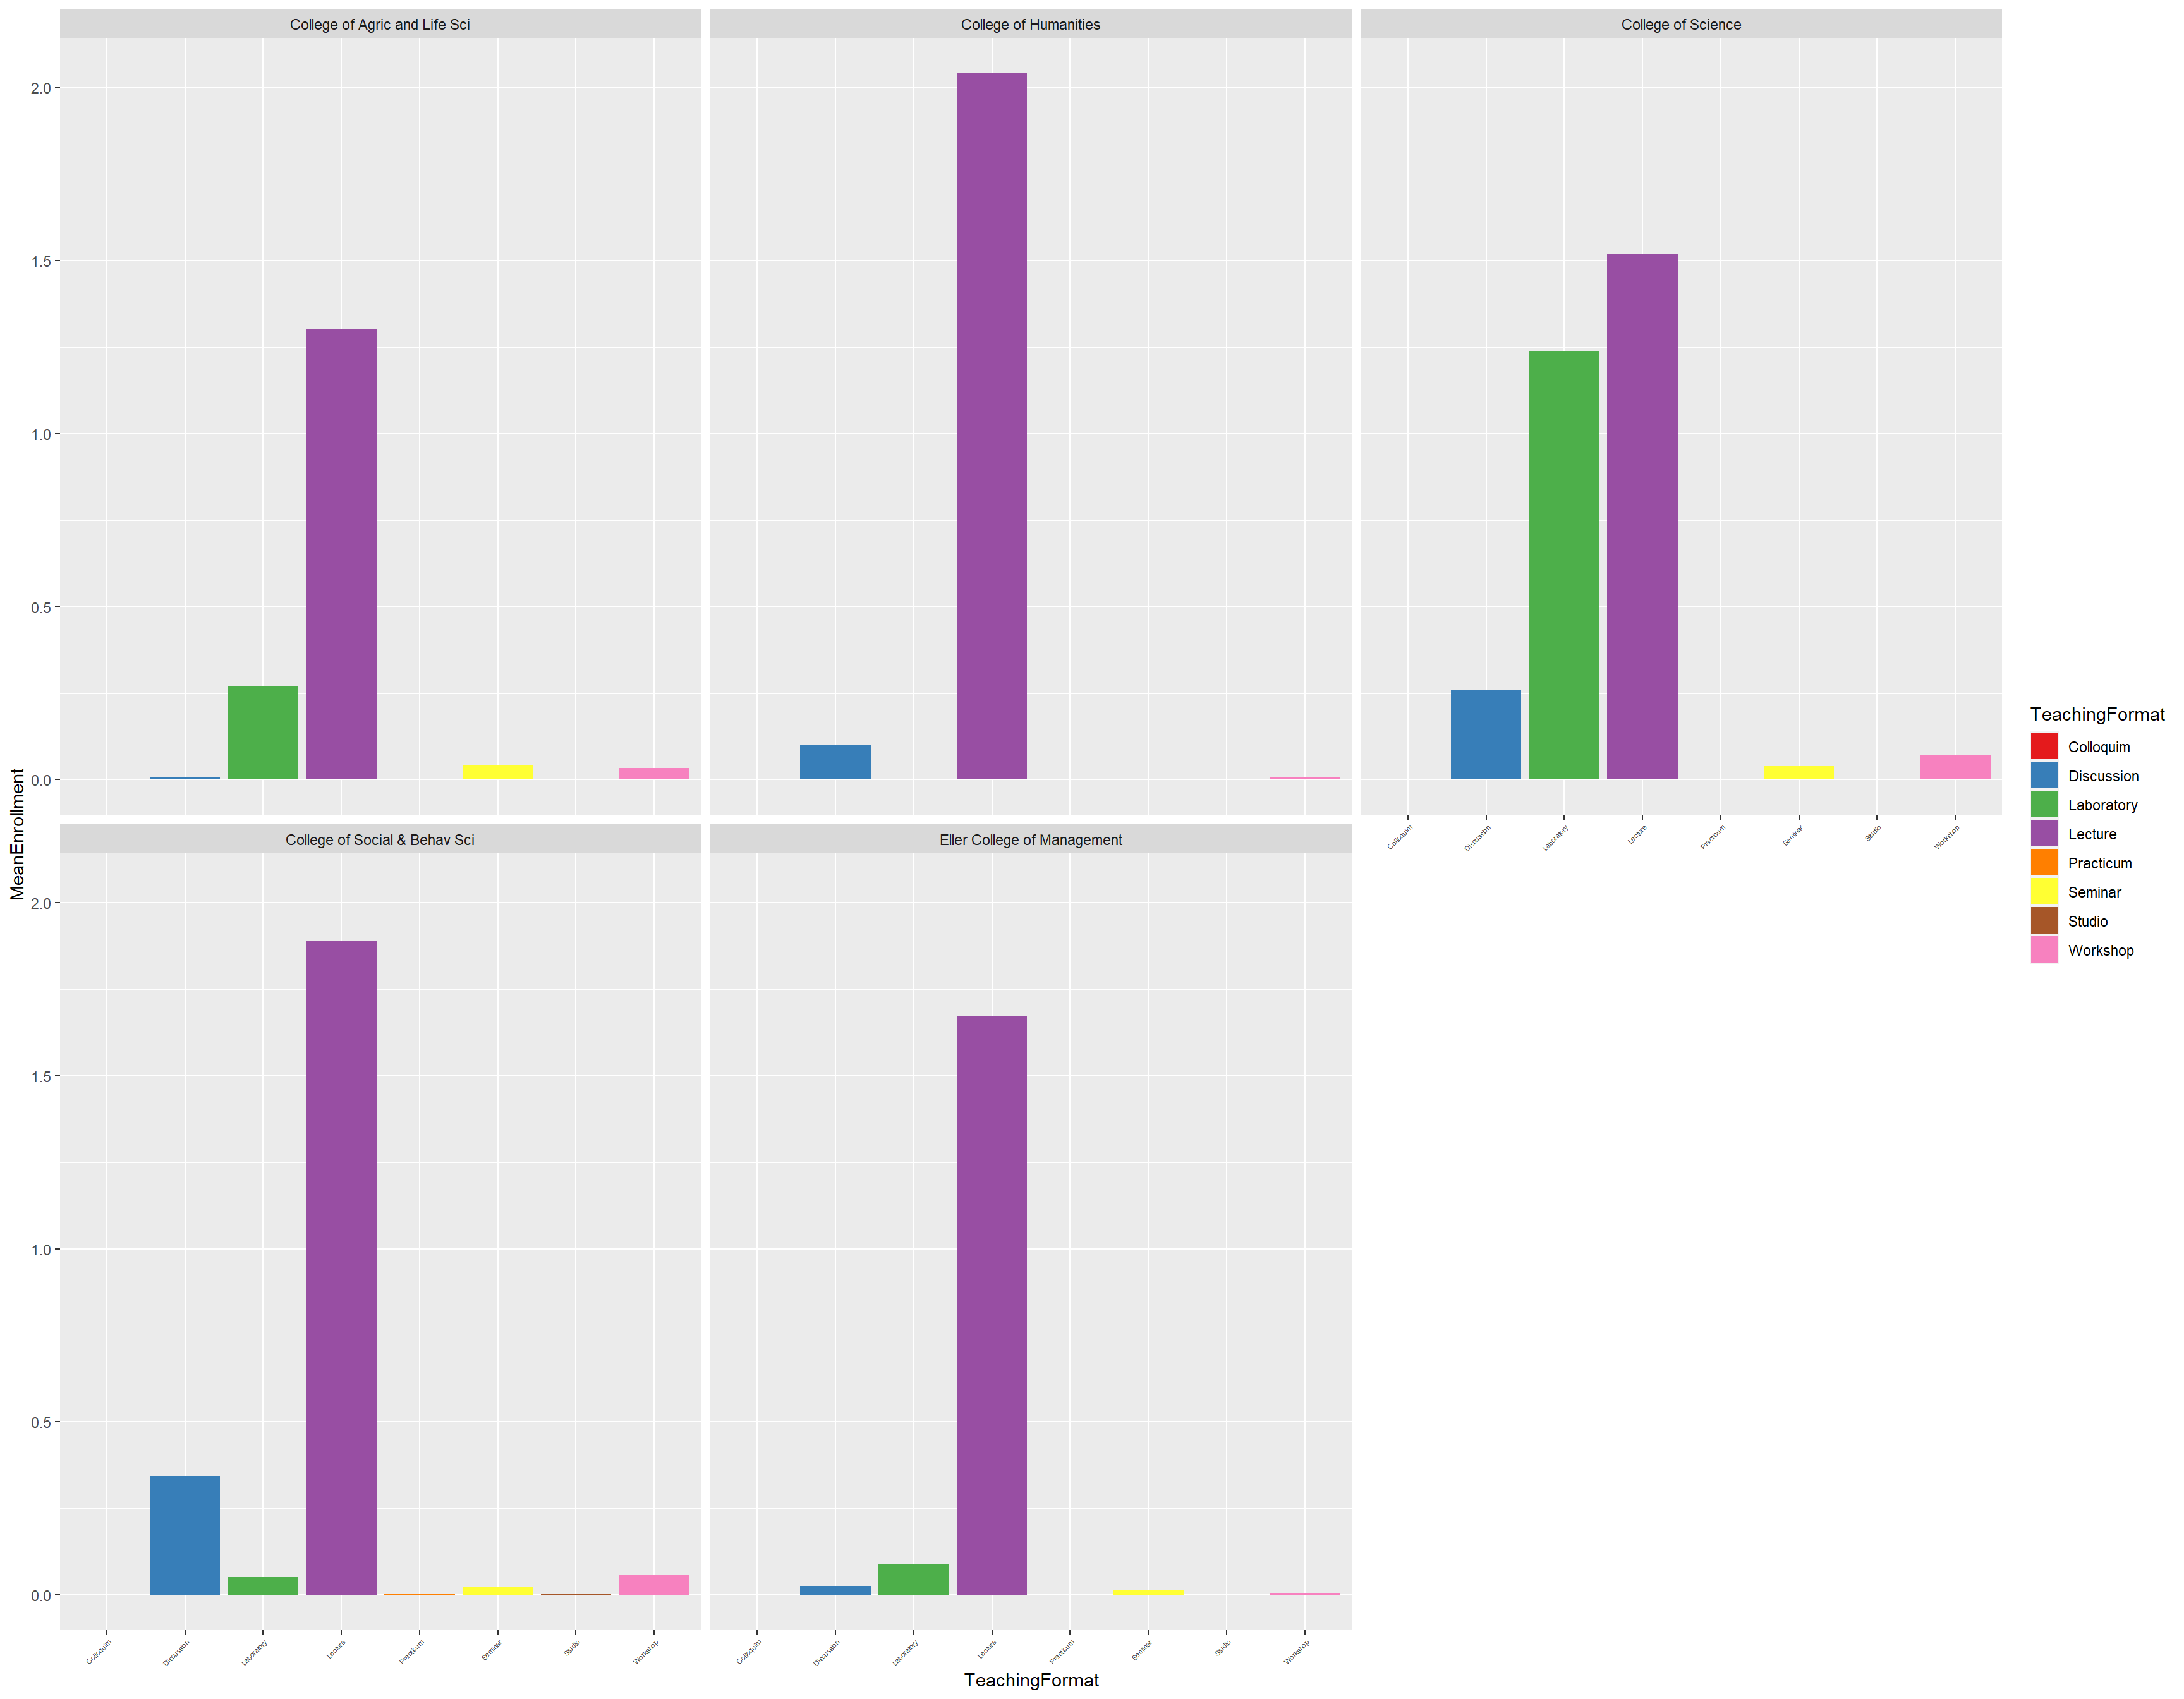 College of Agric and Life Sci
College of Humanities
College of Science
2.0
1.5
1.0
0.5
0.0
Colloquim
Discussion
Laboratory
Lecture
Practicum
Seminar
Studio
Workshop
College of Social & Behav Sci
Eller College of Management
2.0
1.5
1.0
0.5
0.0
Colloquim
Discussion
Laboratory
Lecture
Practicum
Seminar
Studio
Workshop
Colloquim
Discussion
Laboratory
Lecture
Practicum
Seminar
Studio
Workshop
MeanEnrollment
TeachingFormat
TeachingFormat
Colloquim
Discussion
Laboratory
Lecture
Practicum
Seminar
Studio
Workshop